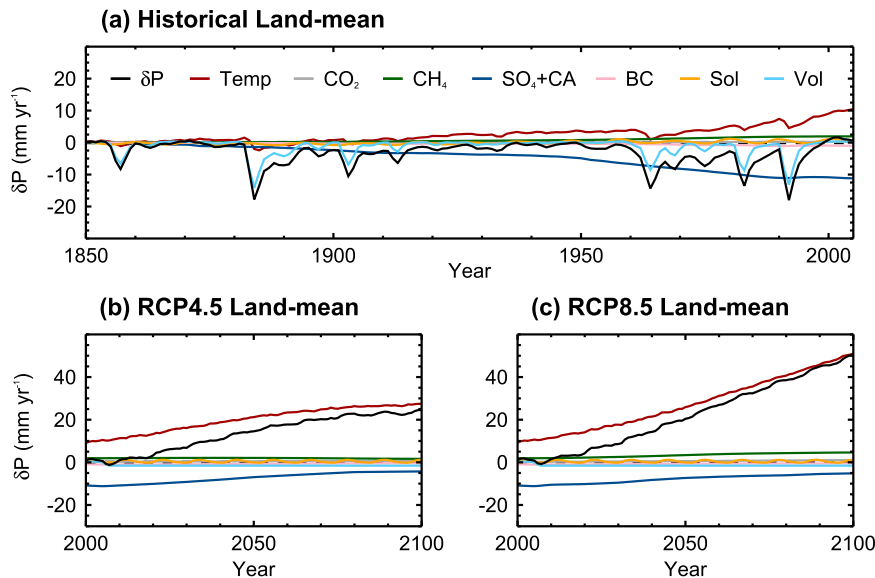 (a) Historical Land-mean
δP (mm yr⁻¹)
20
10
0
-10
-20
δP Temp CO₂ CH₄ SO₄+CA BC Sol Vol
1850 1900 1950 2000
Year
(b) RCP4.5 Land-mean
δP (mm yr⁻¹)
40
20
0
-20
2000 2050 2100
Year
(c) RCP8.5 Land-mean
40
20
0
-20
2000 2050 2100
Year